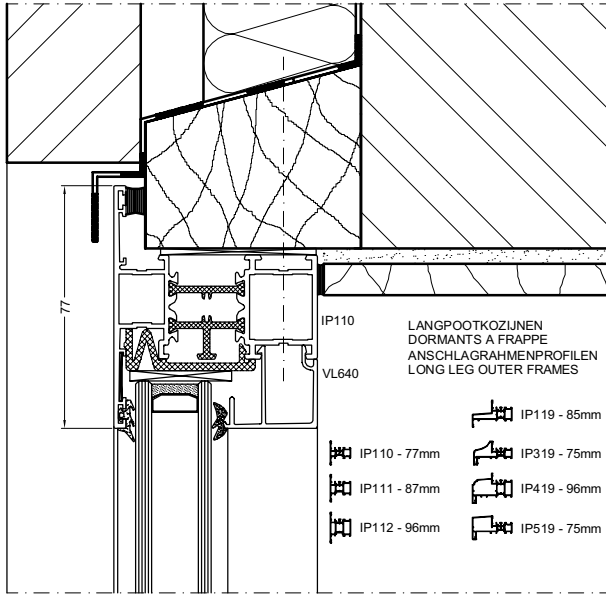 77
IP110
VL640
LANGPOOTKOZIJNEN
DORMANTS A FRAPPE
ANSCHLAGRAHMENPROFILEN
LONG LEG OUTER FRAMES
IP110 - 77mm
IP111 - 87mm
IP112 - 96mm
IP119 - 85mm
IP319 - 75mm
IP419 - 96mm
IP519 - 75mm